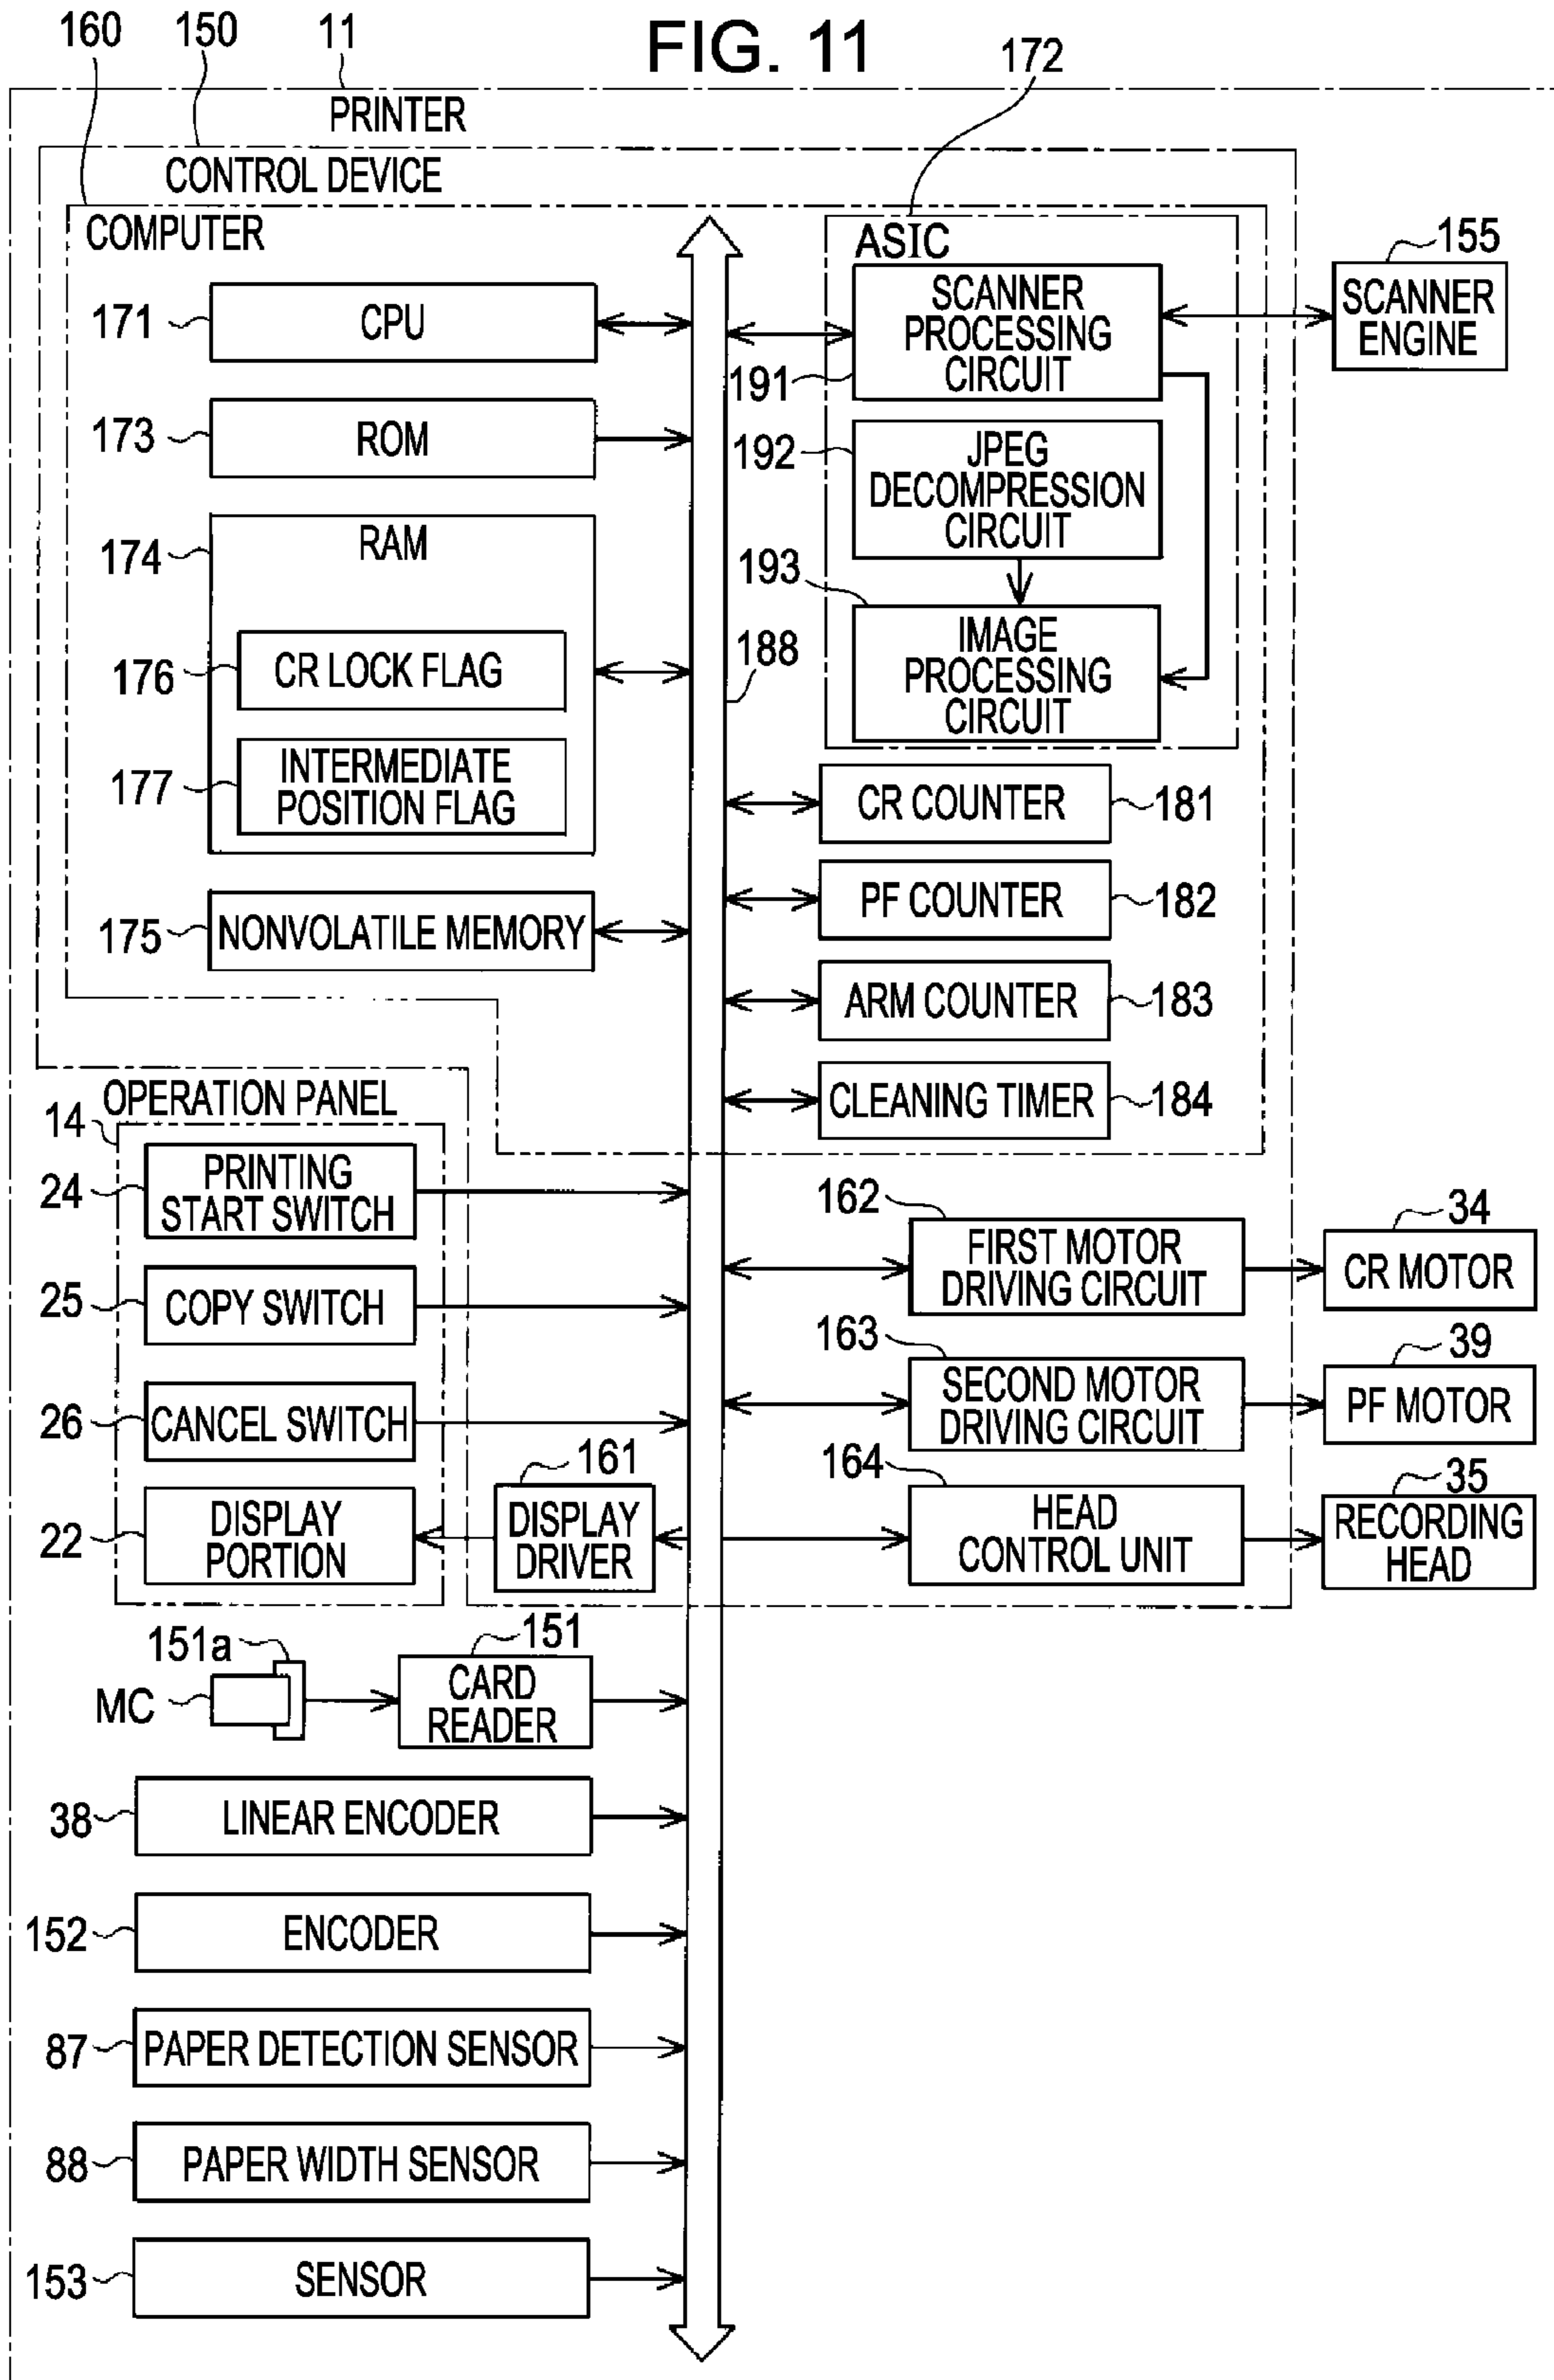 FIG. 11
160
150
11
172
PRINTER
CONTROL DEVICE
COMPUTER
171
CPU
173
ROM
174
RAM
176
CR LOCK FLAG
177
INTERMEDIATE
POSITION FLAG
175
NONVOLATILE MEMORY
188
ASIC
191
SCANNER
PROCESSING
CIRCUIT
192
JPEG
DECOMPRESSION
CIRCUIT
193
IMAGE
PROCESSING
CIRCUIT
155
SCANNER
ENGINE
CR COUNTER
181
PF COUNTER
182
ARM COUNTER
183
CLEANING TIMER
184
OPERATION PANEL
14
24
PRINTING
START SWITCH
25
COPY SWITCH
26
CANCEL SWITCH
22
DISPLAY
PORTION
161
DISPLAY
DRIVER
162
FIRST MOTOR
DRIVING CIRCUIT
34
CR MOTOR
163
SECOND MOTOR
DRIVING CIRCUIT
39
PF MOTOR
164
HEAD
CONTROL UNIT
35
RECORDING
HEAD
151a
MC
151
CARD
READER
38
LINEAR ENCODER
152
ENCODER
87
PAPER DETECTION SENSOR
88
PAPER WIDTH SENSOR
153
SENSOR